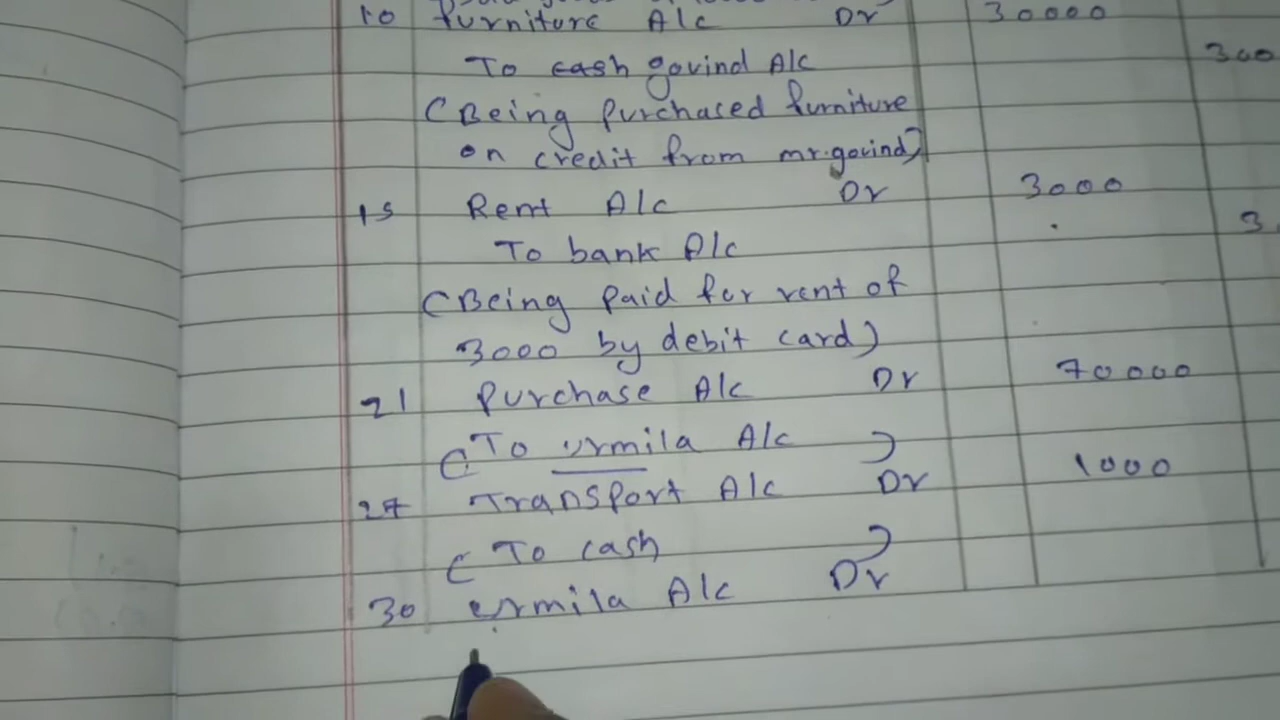 10 furniture A/c Dr 30000
To cash govind A/c 300
(Being Purchased furniture
on credit from mr.govind)
15 Rent A/c Dr 3000
To bank A/c 3
(Being Paid for rent of
3000 by debit card)
21 Purchase A/c Dr 70000
(To urmila A/c )
27 Transport A/c Dr 1000
(To cash )
30 urmila A/c Dr